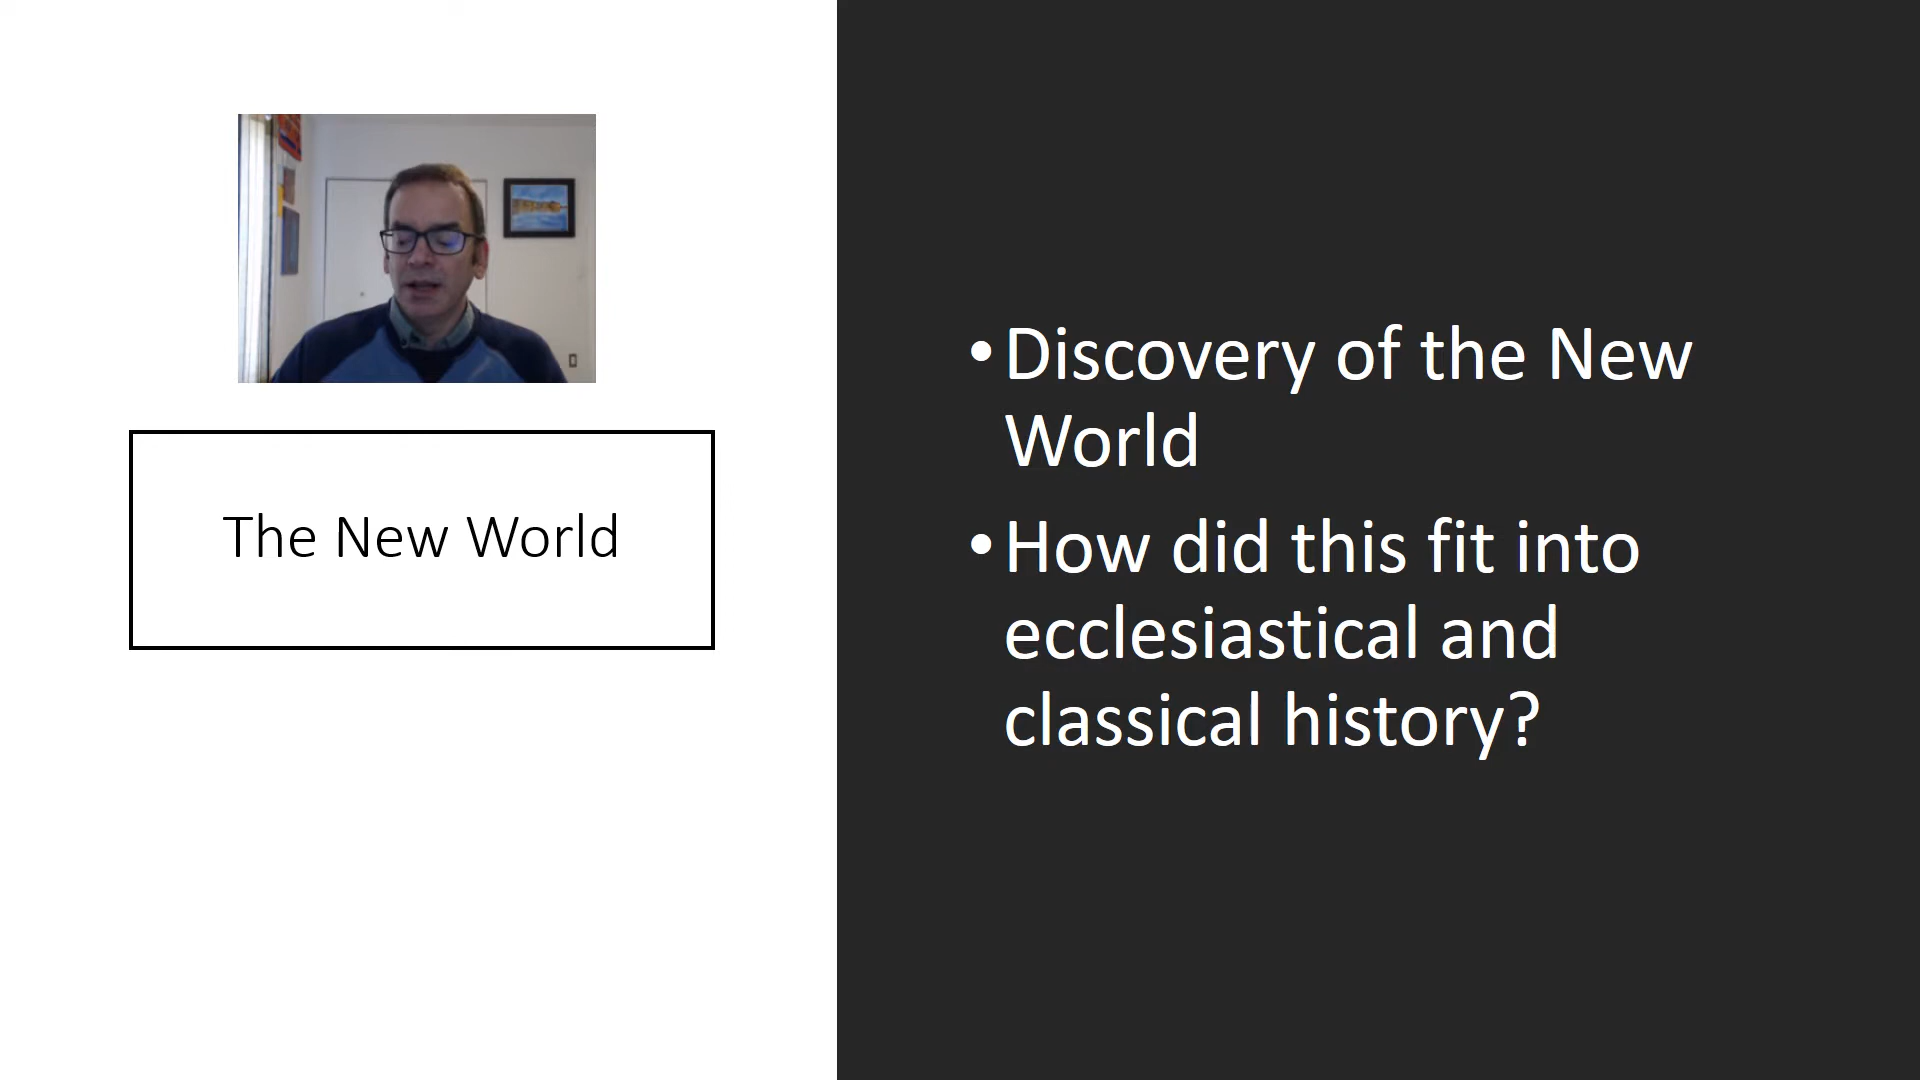 The New World
• Discovery of the New
World
• How did this fit into
ecclesiastical and
classical history?